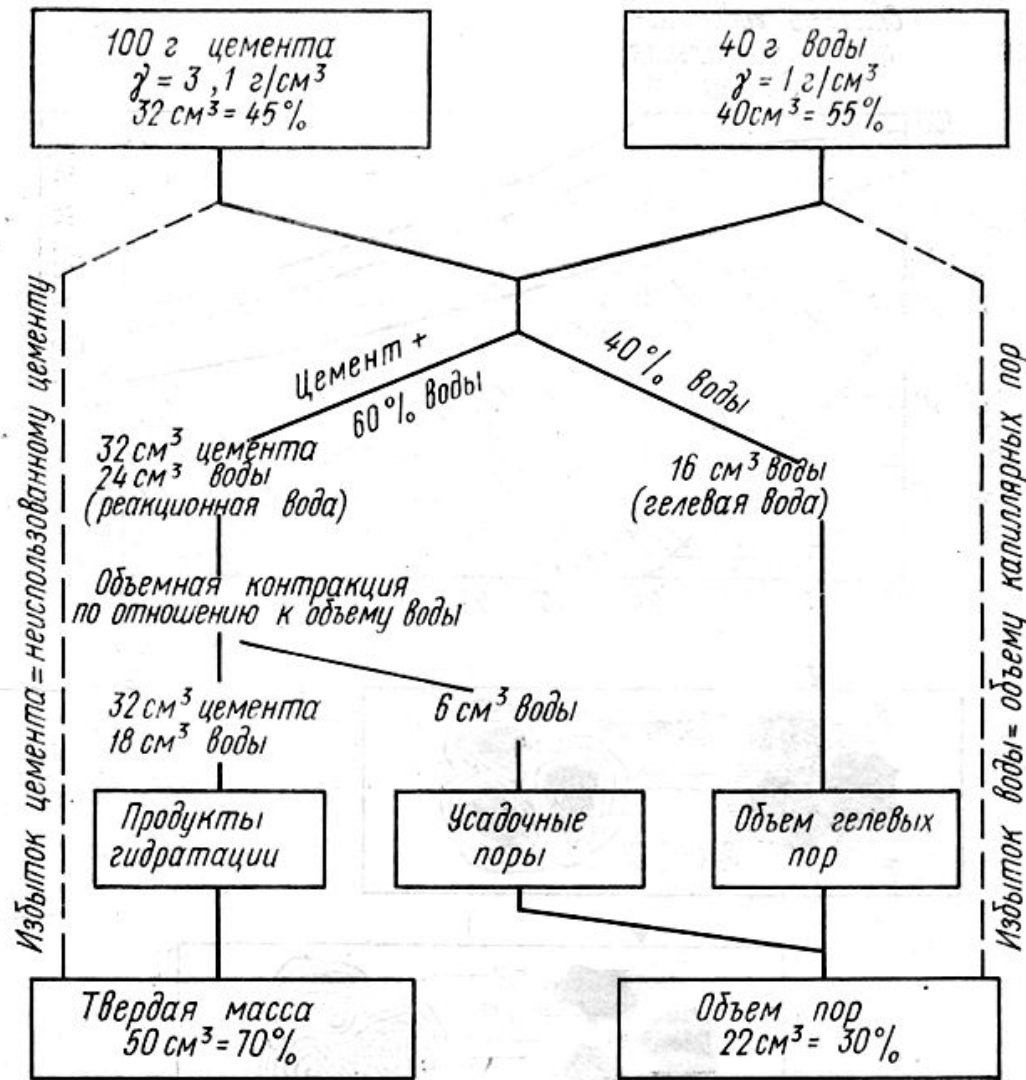 100 г цемента
γ = 3,1 г/см³
32 см³ = 45%
40 г воды
γ = 1 г/см³
40см³ = 55%
Цемент +
60% воды
40% воды
32 см³ цемента
24 см³ воды
(реакционная вода)
16 см³ воды
(гелевая вода)
Объемная контракция
по отношению к объему воды
32 см³ цемента
18 см³ воды
6 см³ воды
Продукты
гидратации
Усадочные
поры
Объем гелевых
пор
Твердая масса
50 см³ = 70%
Объем пор
22 см³ = 30%
Избыток цемента = неиспользованному цементу
Избыток воды = объему капиллярных пор